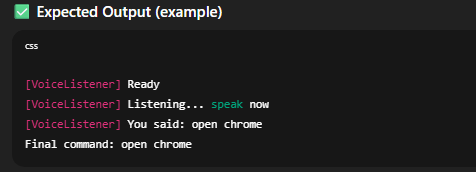 ✅ Expected Output (example)
css
[VoiceListener] Ready
[VoiceListener] Listening... speak now
[VoiceListener] You said: open chrome
Final command: open chrome